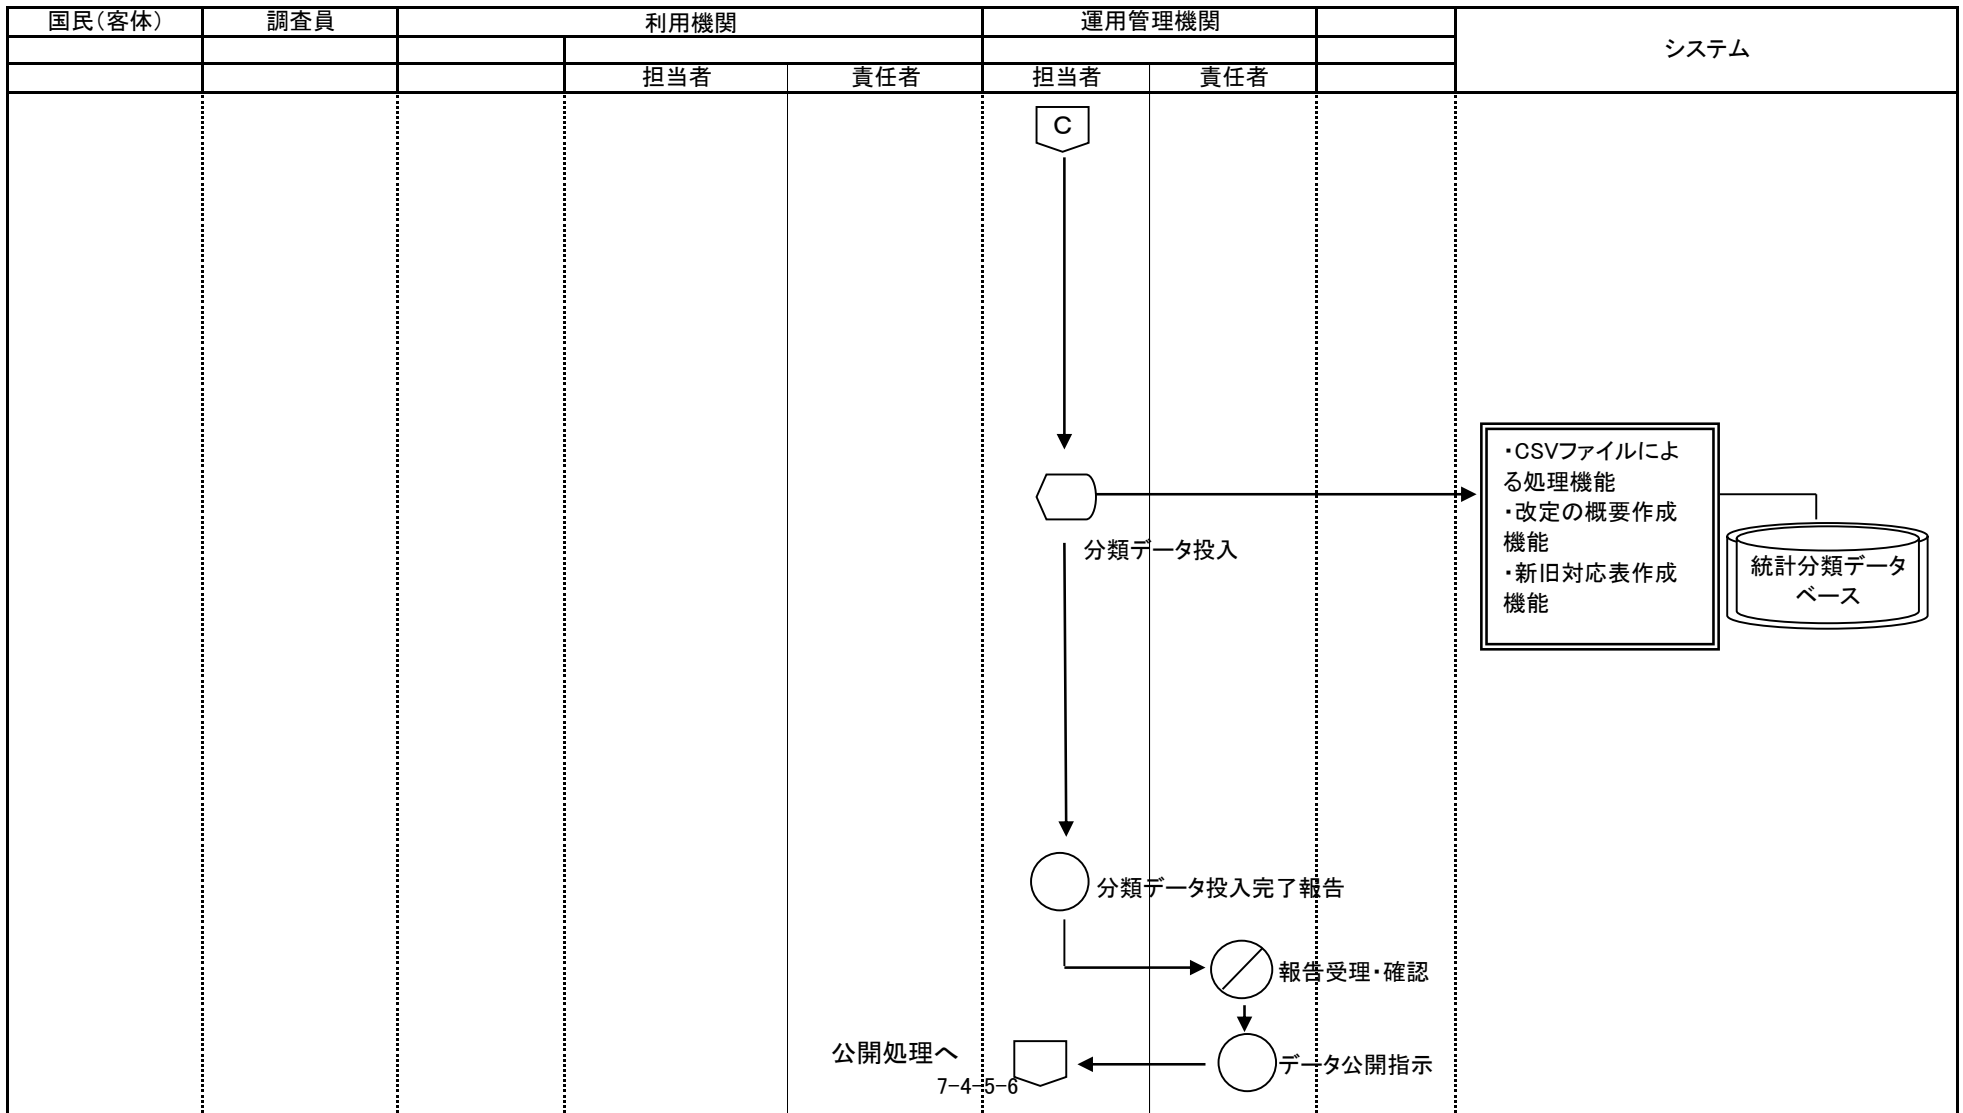 国民(客体)
調査員
利用機関
運用管理機関
システム
担当者
責任者
担当者
責任者
C
・CSVファイルによ
る処理機能
・改定の概要作成
機能
・新旧対応表作成
機能
分類データ投入
統計分類データ
ベース
分類データ投入完了報告
報告受理・確認
公開処理へ
データ公開指示
7-4-5-6